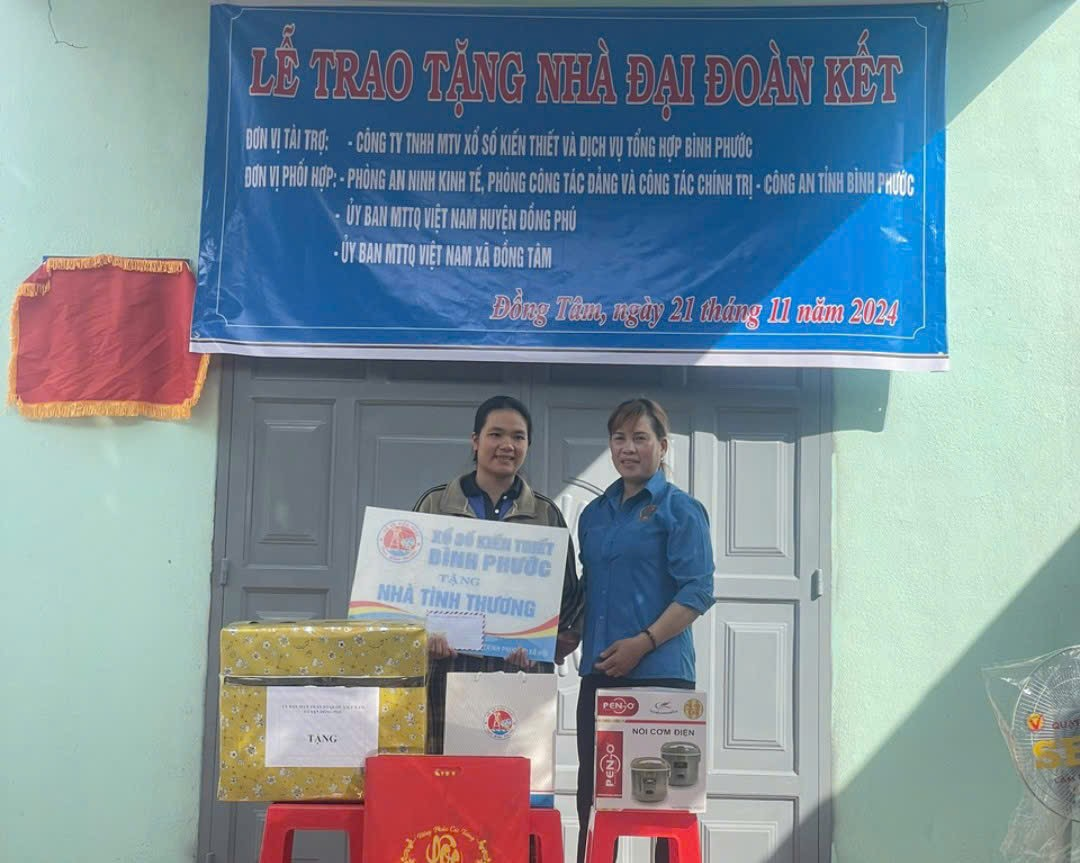 LỄ TRAO TẶNG NHÀ ĐẠI ĐOÀN KẾT
ĐƠN VỊ TÀI TRỢ: - CÔNG TY TNHH MTV XỔ SỐ KIẾN THIẾT VÀ DỊCH VỤ TỔNG HỢP BÌNH PHƯỚC
ĐƠN VỊ PHỐI HỢP: - PHÒNG AN NINH KINH TẾ, PHÒNG CÔNG TÁC ĐẢNG VÀ CÔNG TÁC CHÍNH TRỊ - CÔNG AN TỈNH BÌNH PHƯỚC
- ỦY BAN MTTQ VIỆT NAM HUYỆN ĐỒNG PHÚ
- ỦY BAN MTTQ VIỆT NAM XÃ ĐỒNG TÂM
Đồng Tâm, ngày 21 tháng 11 năm 2024
XỔ SỐ KIẾN THIẾT
BÌNH PHƯỚC
TẶNG
NHÀ TÌNH THƯƠNG
TẶNG
PENSO
NỒI CƠM ĐIỆN
PENSO